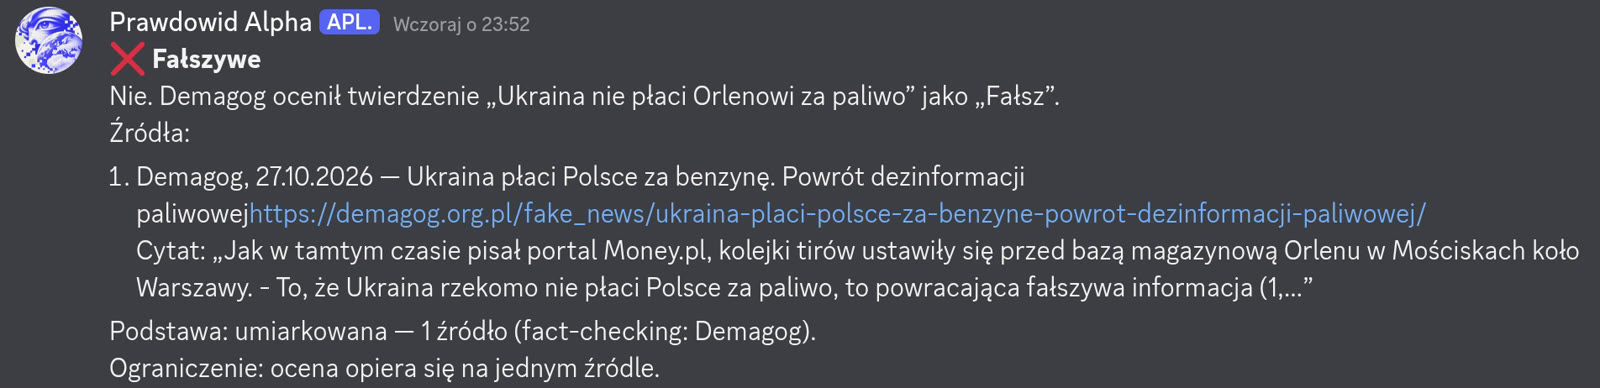 Prawdowid Alpha APL. Wczoraj o 23:52
❌ Fałszywe
Nie. Demagog ocenił twierdzenie „Ukraina nie płaci Orlenowi za paliwo” jako „Fałsz”.
Źródła:
1. Demagog, 27.10.2026 — Ukraina płaci Polsce za benzynę. Powrót dezinformacji
paliwowejhttps://demagog.org.pl/fake_news/ukraina-placi-polsce-za-benzyne-powrot-dezinformacji-paliwowej/
Cytat: „Jak w tamtym czasie pisał portal Money.pl, kolejki tirów ustawiły się przed bazą magazynową Orlenu w Mościskach koło
Warszawy. - To, że Ukraina rzekomo nie płaci Polsce za paliwo, to powracająca fałszywa informacja (1,...”
Podstawa: umiarkowana — 1 źródło (fact-checking: Demagog).
Ograniczenie: ocena opiera się na jednym źródle.